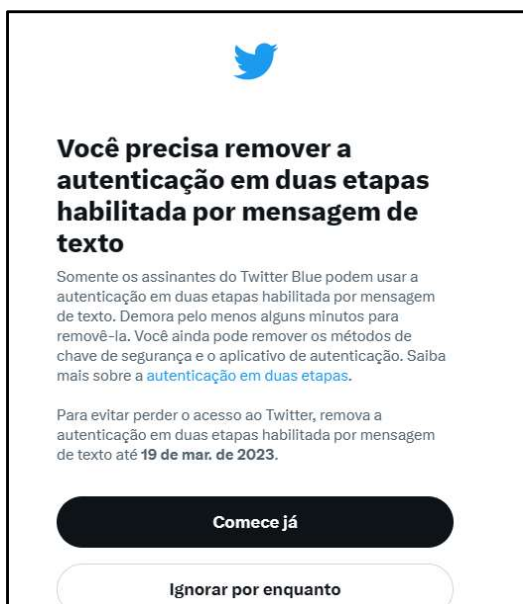 Você precisa remover a
autenticação em duas etapas
habilitada por mensagem de
texto
Somente os assinantes do Twitter Blue podem usar a
autenticação em duas etapas habilitada por mensagem
de texto. Demora pelo menos alguns minutos para
removê-la. Você ainda pode remover os métodos de
chave de segurança e o aplicativo de autenticação. Saiba
mais sobre a autenticação em duas etapas.
Para evitar perder o acesso ao Twitter, remova a
autenticação em duas etapas habilitada por mensagem
de texto até 19 de mar. de 2023.
Comece já
Ignorar por enquanto